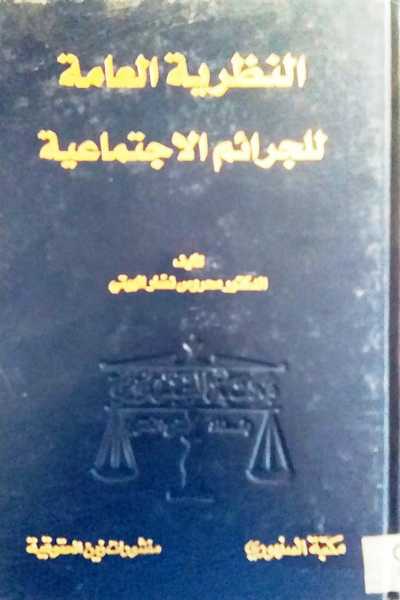 النظرية العامة
للجرائم الاجتماعية
تأليف
الدكتور محروس نصار الهيتي
مكتبة السنهوري
منشورات زين الحقوقية